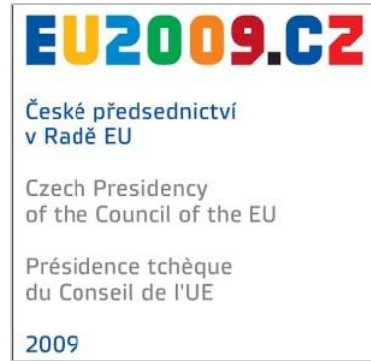 EU2009.CZ
České předsednictví
v Radě EU
Czech Presidency
of the Council of the EU
Présidence tchèque
du Conseil de l'UE
2009